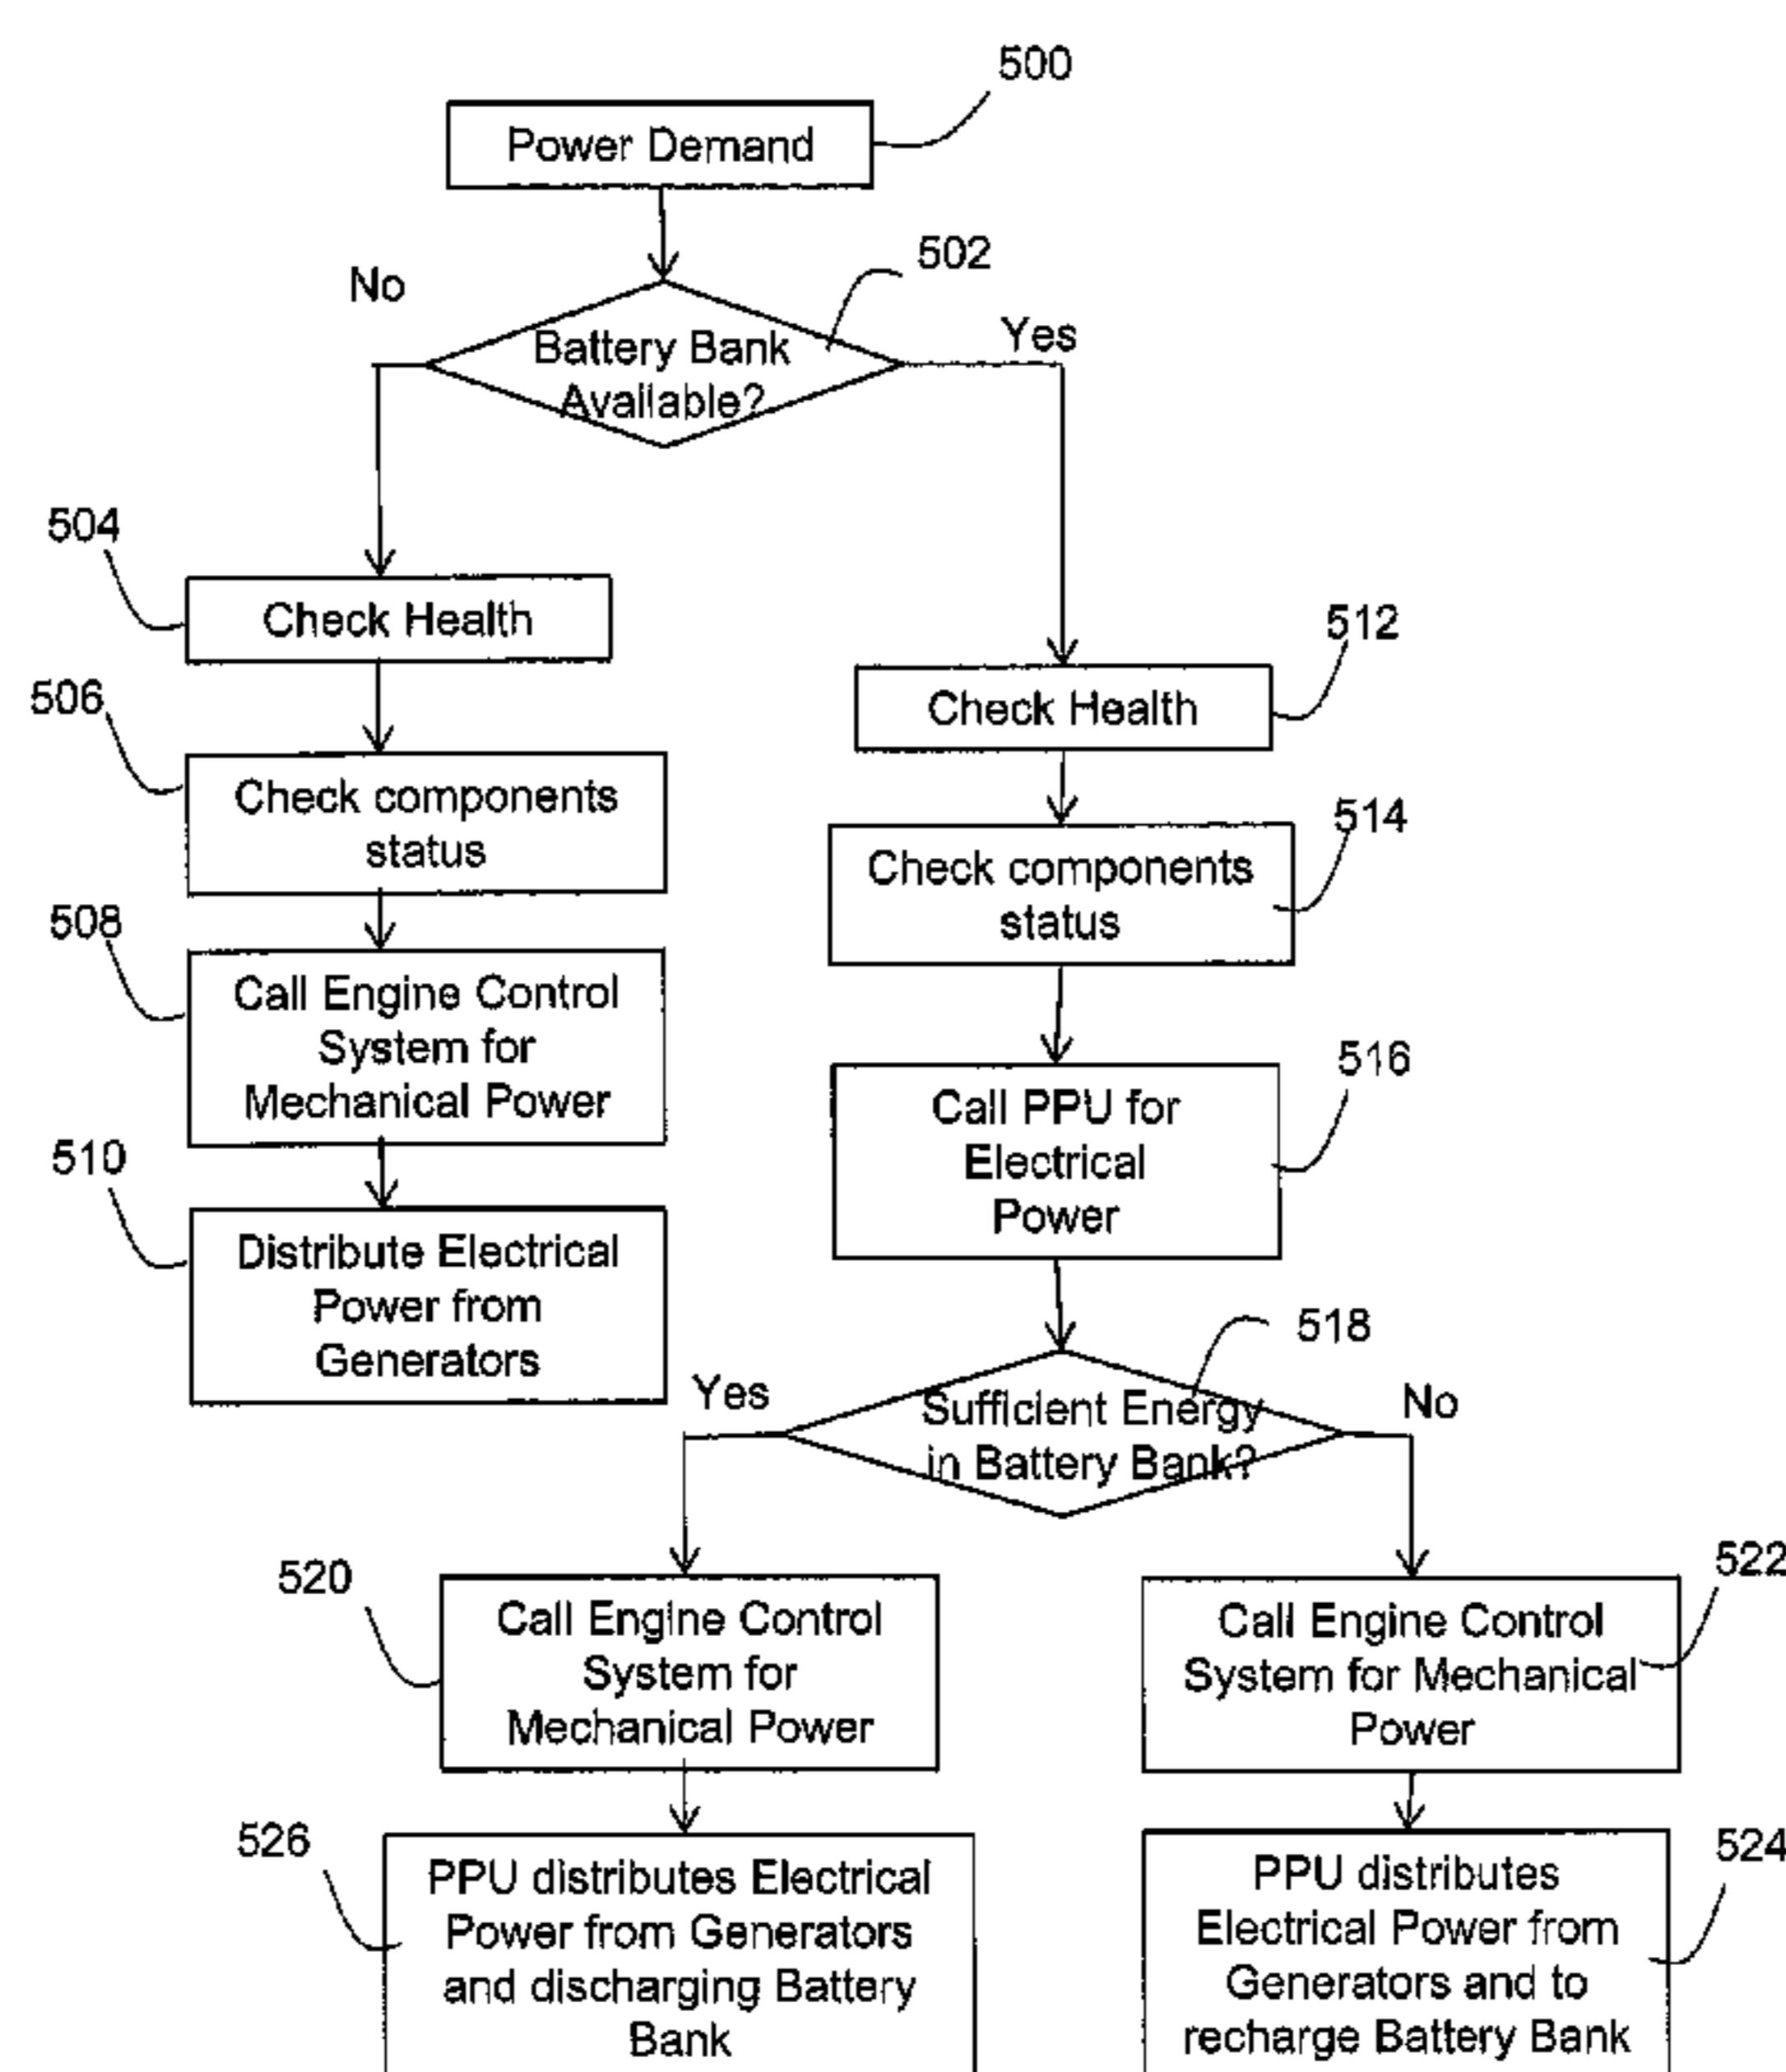 500
Power Demand
502
No
Yes
Battery Bank
Available?
504
Check Health
512
Check Health
506
Check components
status
514
Check components
status
508
Call Engine Control
System for
Mechanical Power
516
Call PPU for
Electrical
Power
510
Distribute Electrical
Power from
Generators
518
Yes
No
Sufficient Energy
in Battery Bank?
520
Call Engine Control
System for
Mechanical Power
522
Call Engine Control
System for Mechanical
Power
526
PPU distributes Electrical
Power from Generators
and discharging Battery
Bank
524
PPU distributes
Electrical Power from
Generators and to
recharge Battery Bank